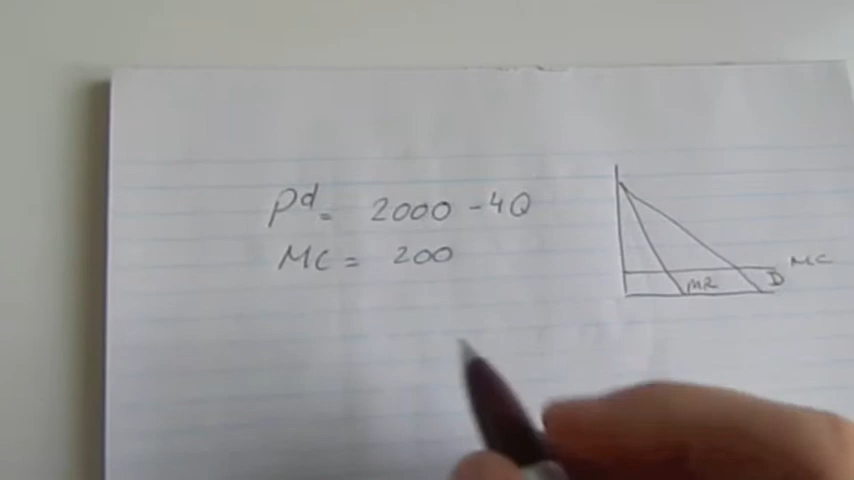 Pd = 2000 - 4Q
MC = 200
MC
MR
D